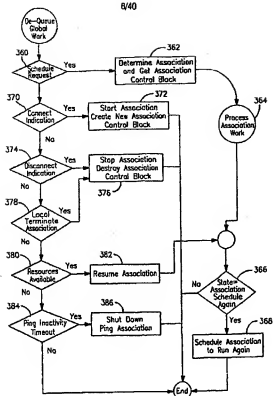 6/40
De-Queue
Global
Work
360
Schedule
Request
Yes
362
Determine Association
and Get Association
Control Block
370
Connect
Indication
Yes
372
Start Association
Create New Association
Control Block
364
Process
Association
Work
No
374
Disconnect
Indication
Yes
Stop Association
Destroy Association
Control Block
376
No
378
Local
Terminate
Association
Yes
No
380
Resources
Available
Yes
382
Resume Association
No
366
State=
Association
Schedule
Again
No
384
Ping Inactivity
Timeout
Yes
386
Shut Down
Ping Association
Yes
368
Schedule Association
to Run Again
No
End